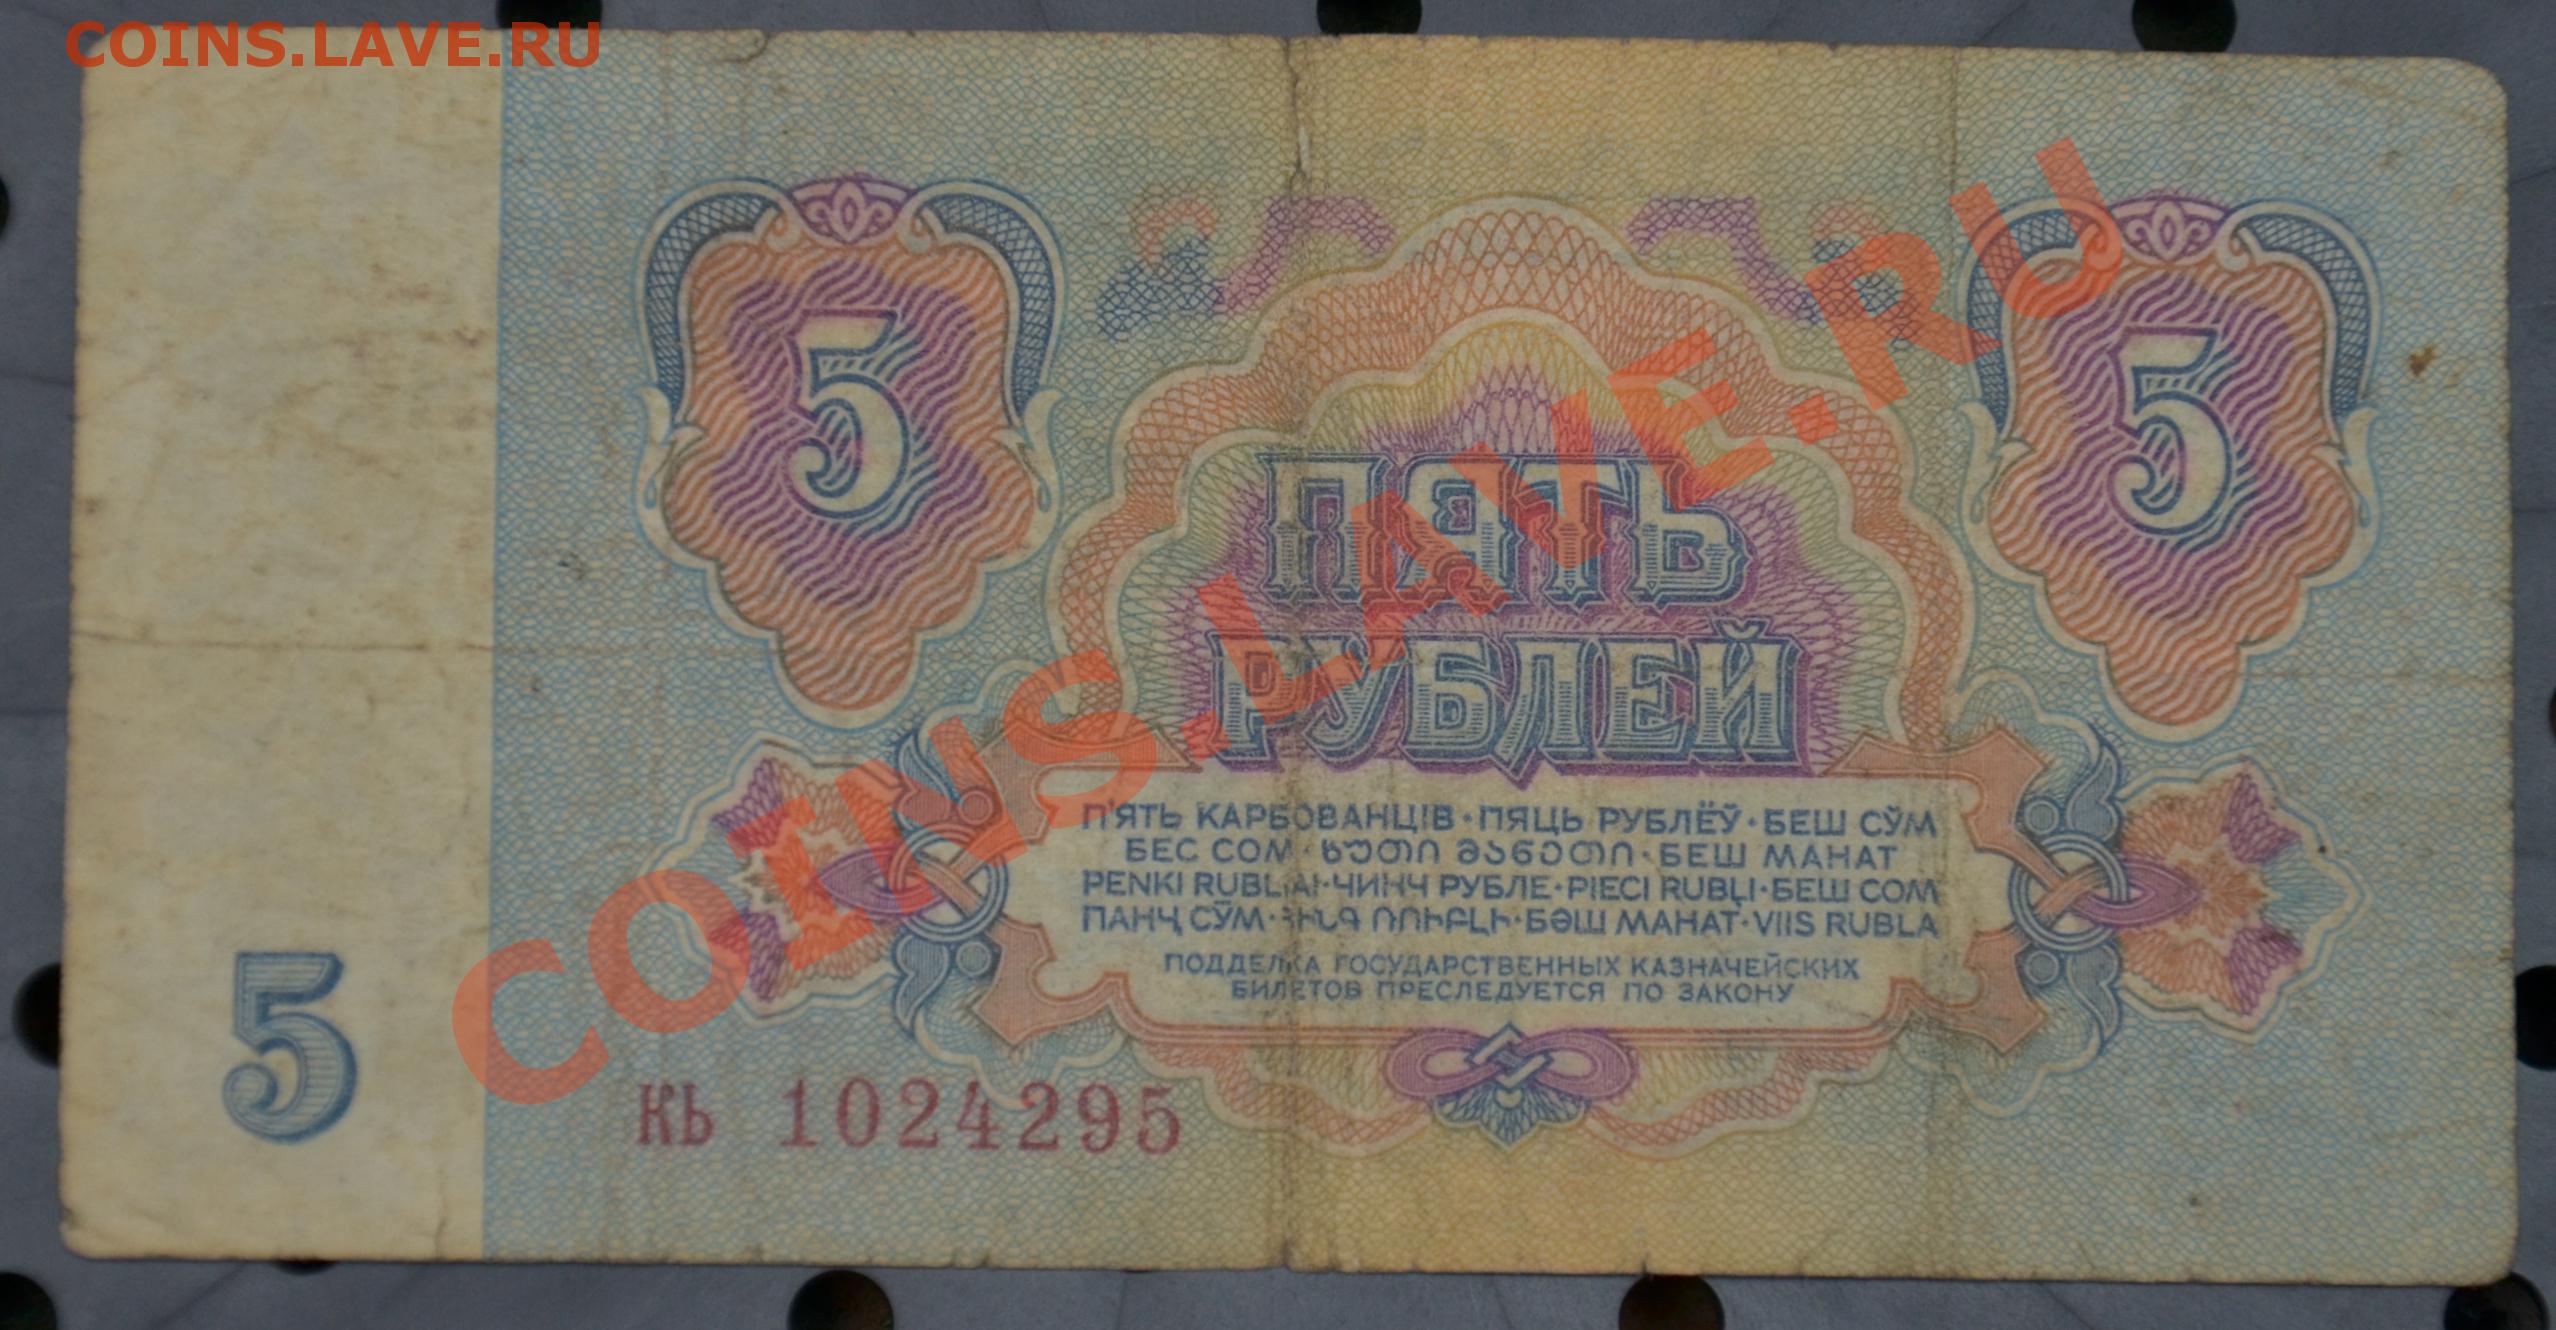 COINS.LAVE.RU
5 5
ПЯТЬ
РУБЛЕЙ
COINS.LAVE.RU
П'ЯТЬ КАРБОВАНЦІВ·ПЯЦЬ РУБЛЁЎ·БЕШ СЎМ
БЕС СОМ·ხუთი მანეთი·БЕШ МАНАТ
PENKI RUBLIAI·ЧИНЧ РУБЛЕ·PIECI RUBĻI·БЕШ СОМ
ПАНҶ СӮМ·ՀԻՆԳ ՌՈՒԲԼԻ·БӘШ МАНАТ·VIIS RUBLA
ПОДДЕЛКА ГОСУДАРСТВЕННЫХ КАЗНАЧЕЙСКИХ
БИЛЕТОВ ПРЕСЛЕДУЕТСЯ ПО ЗАКОНУ
5
КЬ 1024295